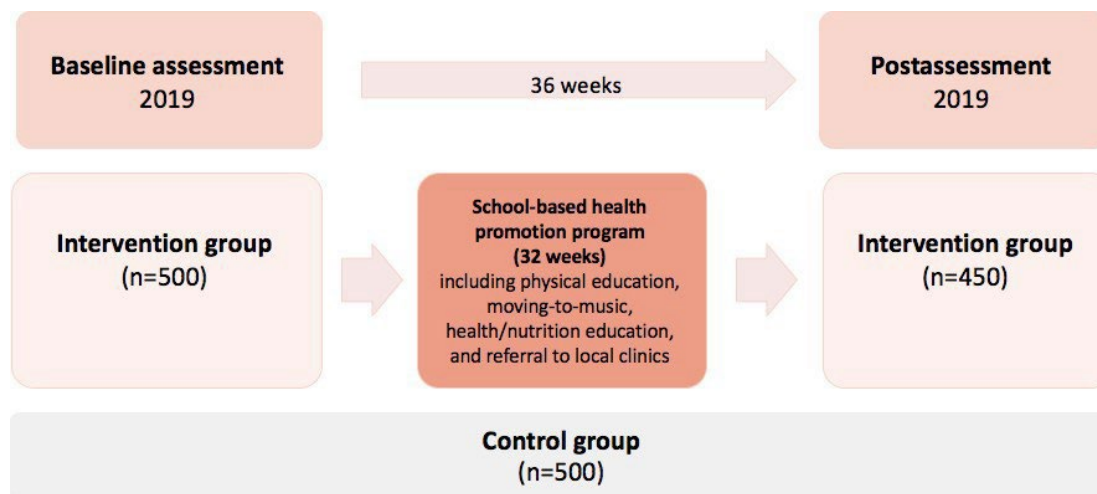 Baseline assessment
2019
36 weeks
Postassessment
2019
Intervention group
(n=500)
School-based health
promotion program
(32 weeks)
including physical education,
moving-to-music,
health/nutrition education,
and referral to local clinics
Intervention group
(n=450)
Control group
(n=500)